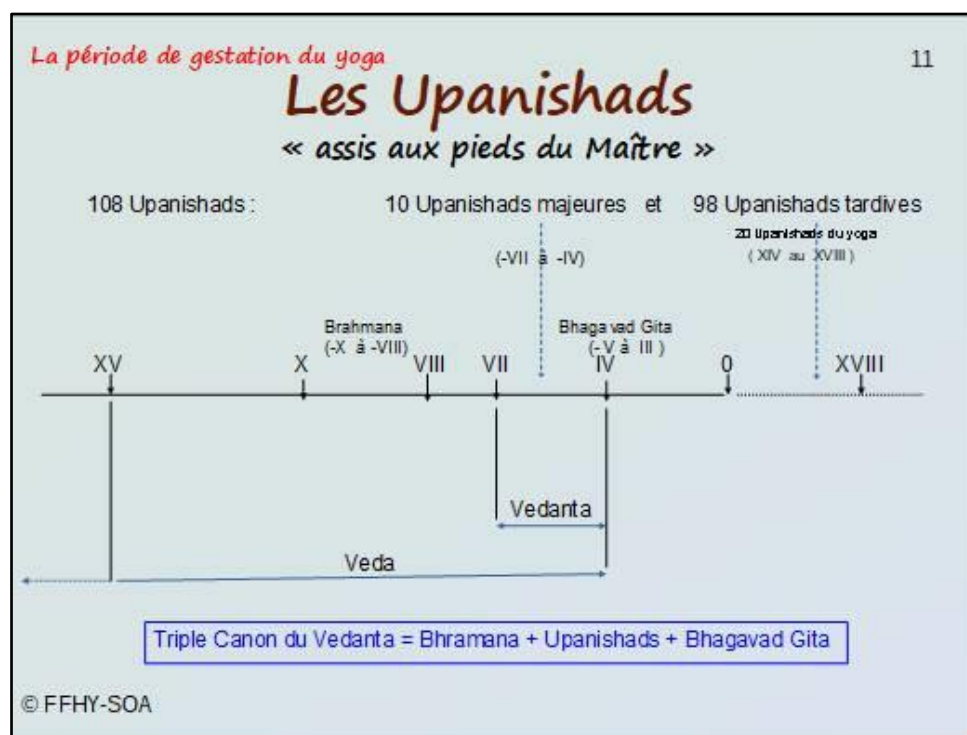 La période de gestation du yoga
11
Les Upanishads
« assis aux pieds du Maître »
108 Upanishads : 10 Upanishads majeures et 98 Upanishads tardives
20 Upanishads du yoga
(-VII à -IV) ( XIV au XVIII )
Brahmana Bhagavad Gita
(-X à -VIII) (-V à III )
XV X VIII VII IV 0 XVIII
Vedanta
Veda
Triple Canon du Vedanta = Bhramana + Upanishads + Bhagavad Gita
© FFHY-SOA